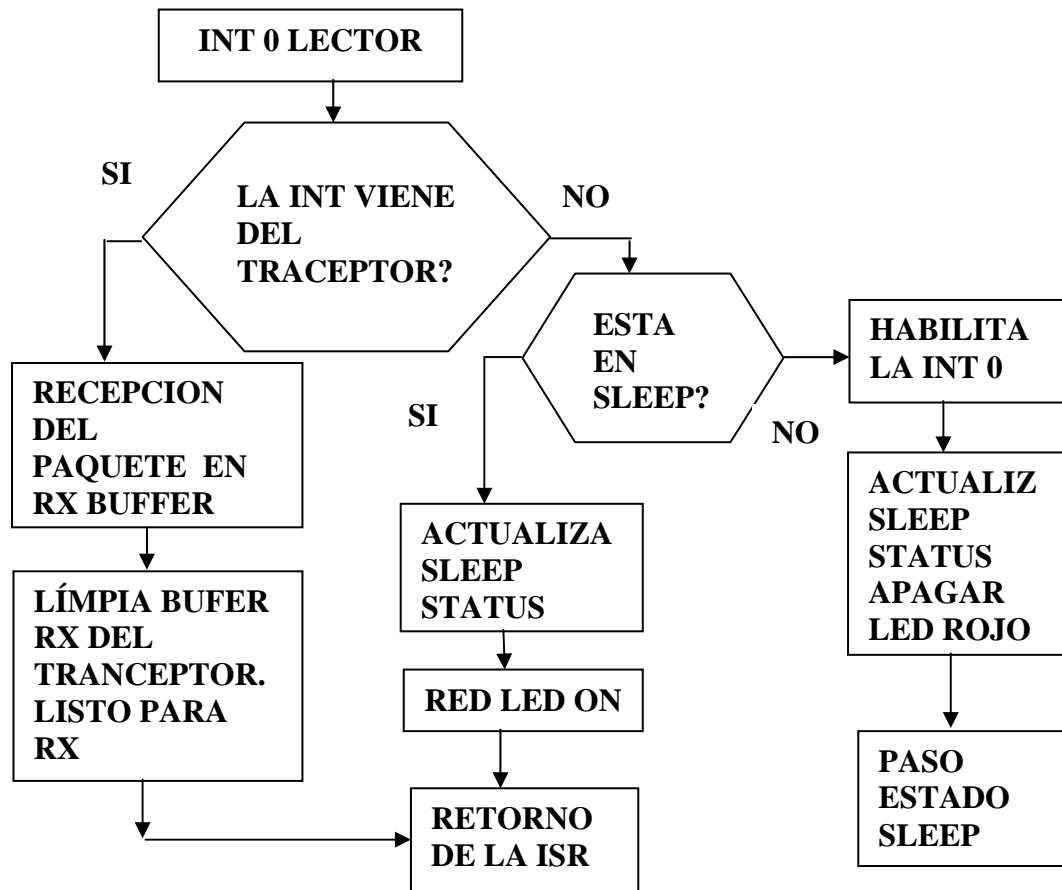 INT 0 LECTOR
SI
LA INT VIENE
DEL
TRACEPTOR?
NO
ESTA
EN
SLEEP?
HABILITA
LA INT 0
RECEPCION
DEL
PAQUETE EN
RX BUFFER
SI
NO
ACTUALIZA
SLEEP
STATUS
ACTUALIZ
SLEEP
STATUS
APAGAR
LED ROJO
LÍMPIA BUFER
RX DEL
TRANCEPTOR.
LISTO PARA
RX
RED LED ON
PASO
ESTADO
SLEEP
RETORNO
DE LA ISR